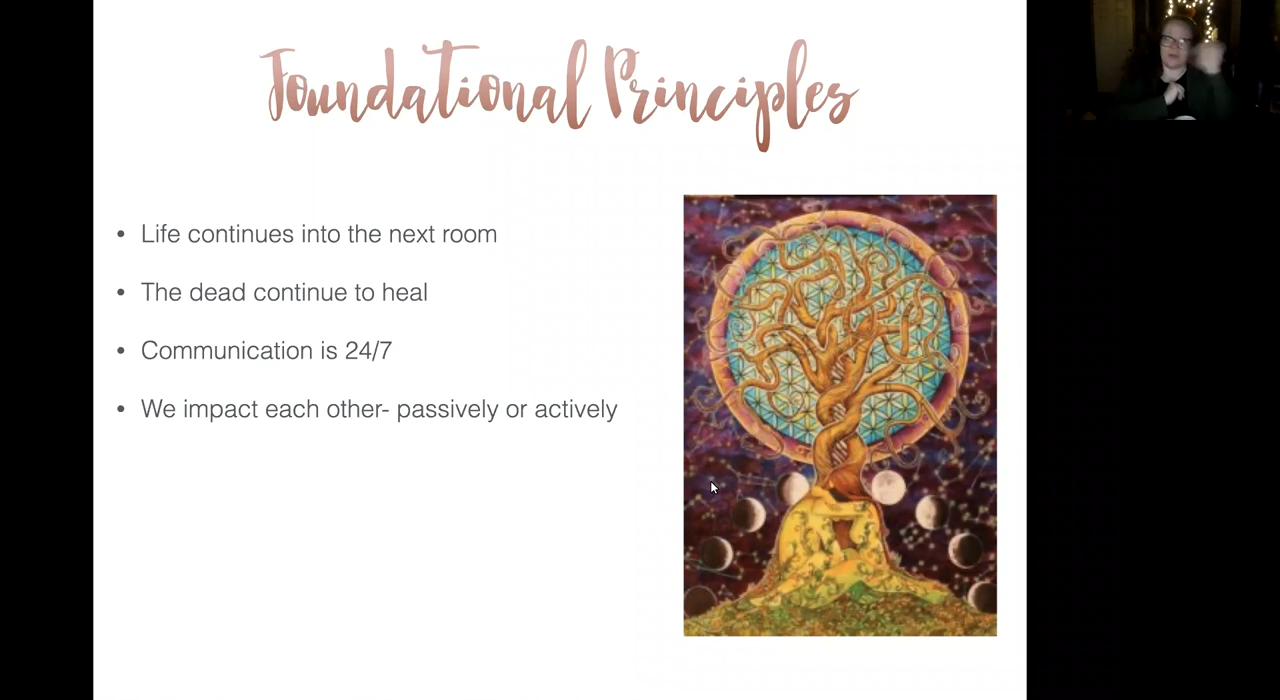 Foundational Principles
• Life continues into the next room
• The dead continue to heal
• Communication is 24/7
• We impact each other- passively or actively